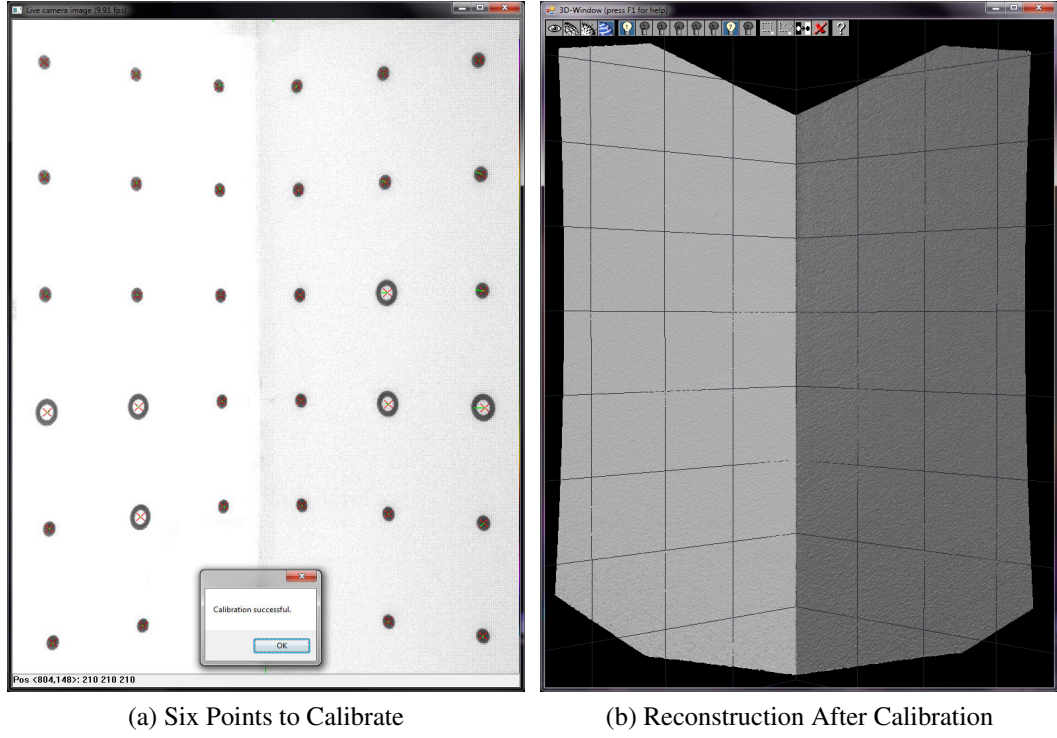 Live camera image (9,91 fps)
3D-Window (press F1 for help)
Calibration successful.
OK
Pos <804,148>: 210 210 210
(a) Six Points to Calibrate
(b) Reconstruction After Calibration